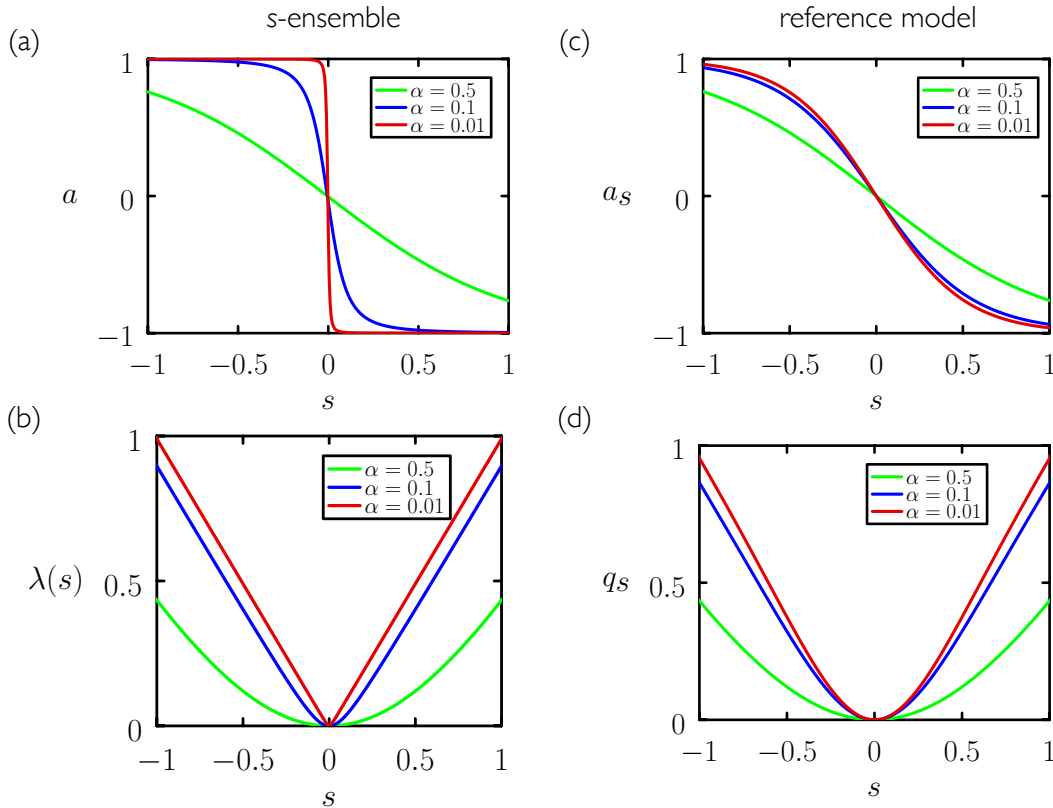 s-ensemble
reference model
(a)
1
0
−1
a
−1
−0.5
0
0.5
1
s
α = 0.5
α = 0.1
α = 0.01
(c)
1
0
−1
a_s
−1
−0.5
0
0.5
1
s
α = 0.5
α = 0.1
α = 0.01
(b)
1
0.5
0
λ(s)
−1
−0.5
0
0.5
1
s
α = 0.5
α = 0.1
α = 0.01
(d)
1
0.5
0
q_s
−1
−0.5
0
0.5
1
s
α = 0.5
α = 0.1
α = 0.01